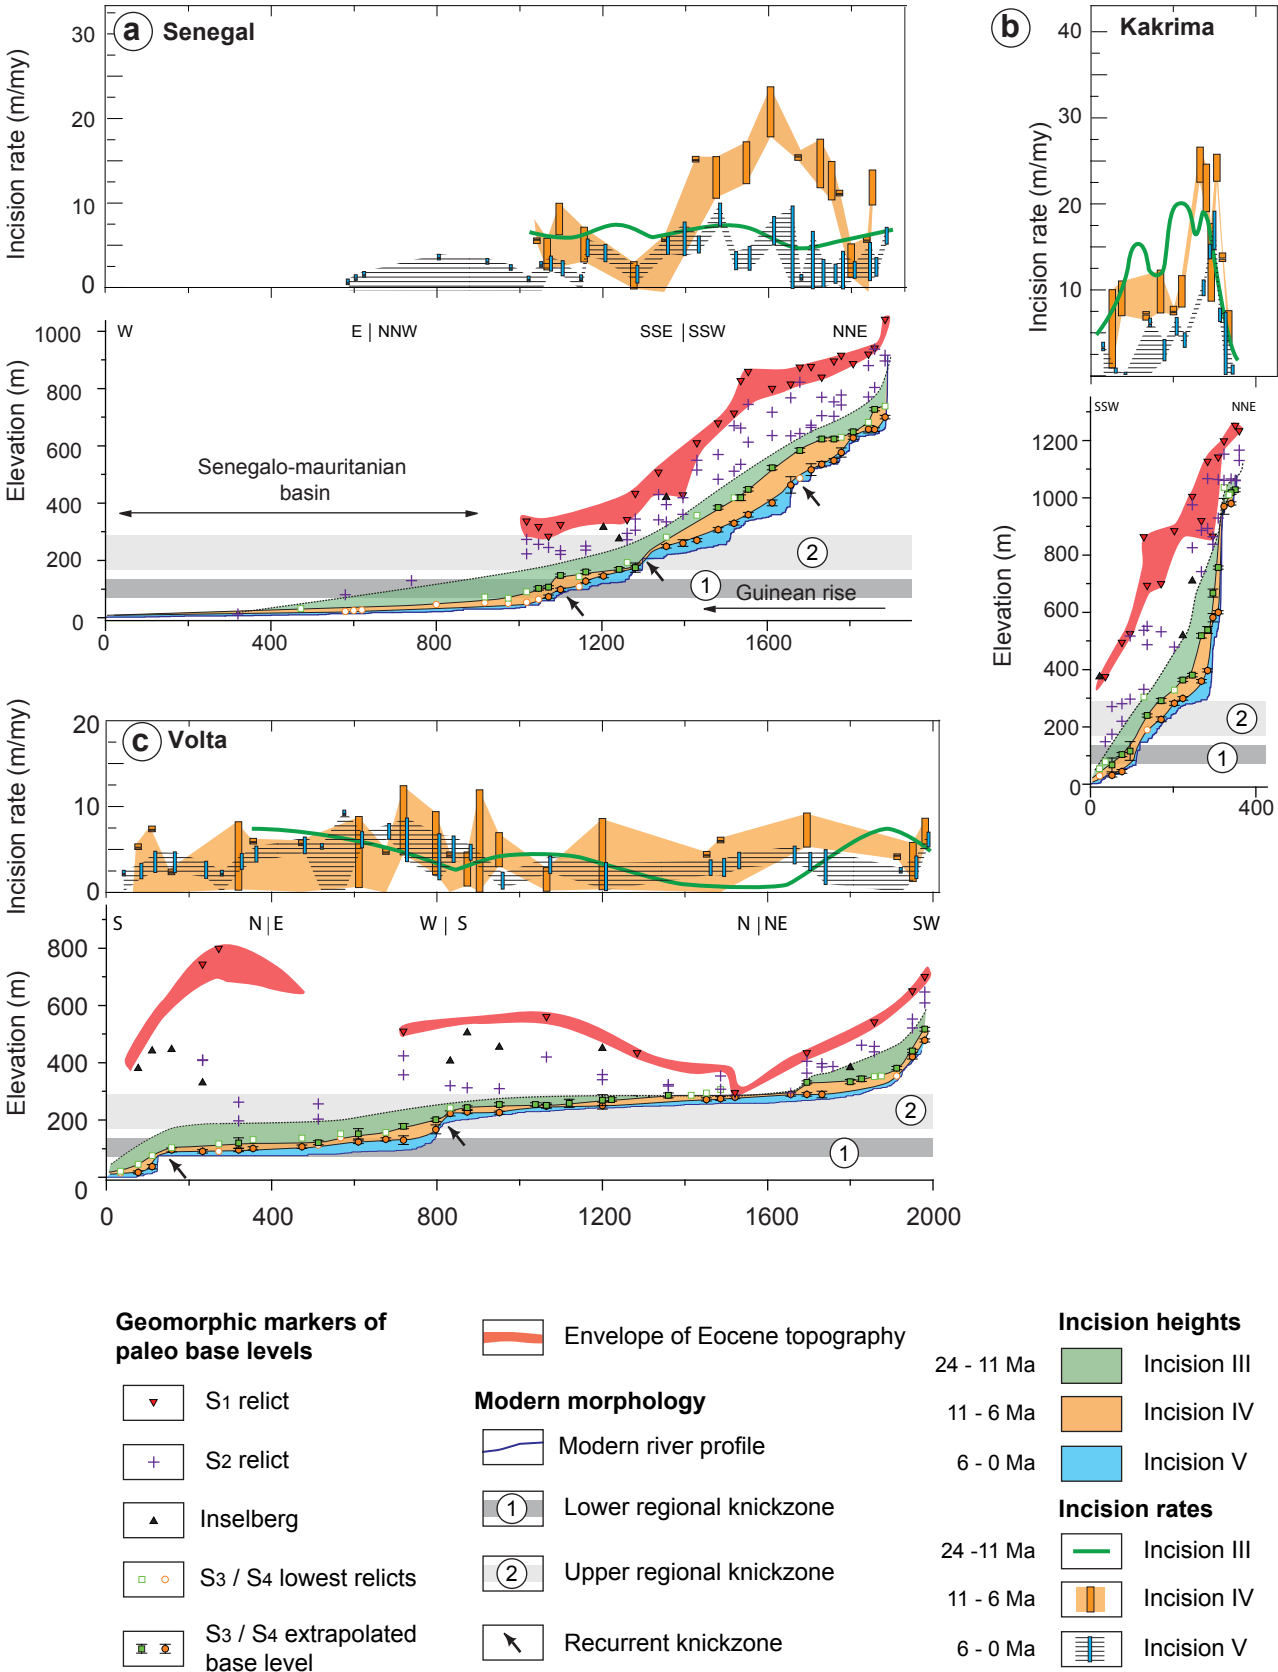 a Senegal
Incision rate (m/my)
30
20
10
0
W
E | NNW
SSE | SSW
NNE
Elevation (m)
1000
800
600
400
200
0
Senegalo-mauritanian
basin
2
1
Guinean rise
0
400
800
1200
1600
b Kakrima
Incision rate (m/my)
40
30
20
10
SSW
NNE
Elevation (m)
1200
1000
800
600
400
200
0
2
1
0
400
c Volta
Incision rate (m/my)
20
10
0
S
N | E
W | S
N | NE
SW
Elevation (m)
800
600
400
200
0
2
1
0
400
800
1200
1600
2000
Geomorphic markers of
paleo base levels
S1 relict
S2 relict
Inselberg
S3 / S4 lowest relicts
S3 / S4 extrapolated
base level
Envelope of Eocene topography
Modern morphology
Modern river profile
1 Lower regional knickzone
2 Upper regional knickzone
Recurrent knickzone
Incision heights
24 - 11 Ma Incision III
11 - 6 Ma Incision IV
6 - 0 Ma Incision V
Incision rates
24 -11 Ma Incision III
11 - 6 Ma Incision IV
6 - 0 Ma Incision V